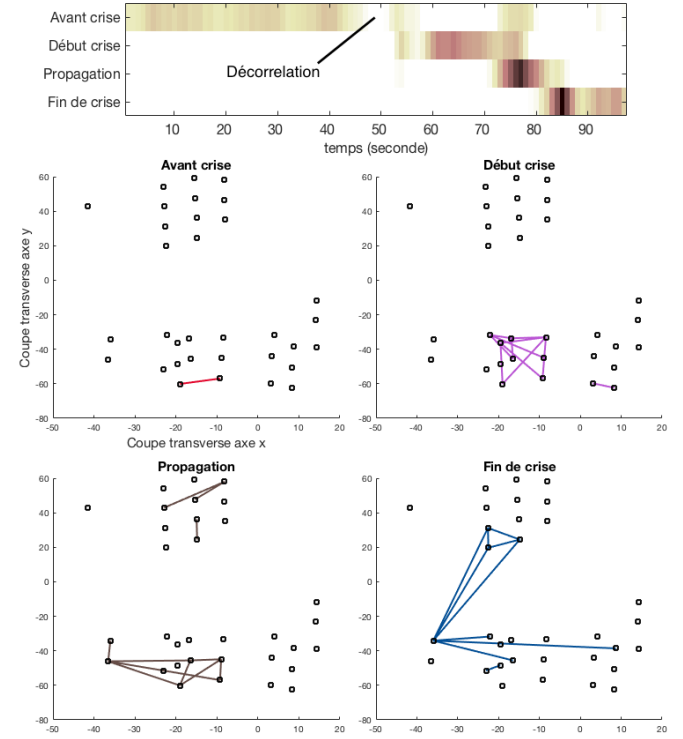 Avant crise
Début crise
Propagation
Fin de crise
Décorrelation
10 20 30 40 50 60 70 80 90
temps (seconde)
Avant crise
Début crise
60
40
20
0
-20
-40
-60
-80
Coupe transverse axe y
-50 -40 -30 -20 -10 0 10 20
Coupe transverse axe x
60
40
20
0
-20
-40
-60
-80
-50 -40 -30 -20 -10 0 10 20
Propagation
Fin de crise
60
40
20
0
-20
-40
-60
-80
-50 -40 -30 -20 -10 0 10 20
60
40
20
0
-20
-40
-60
-80
-50 -40 -30 -20 -10 0 10 20